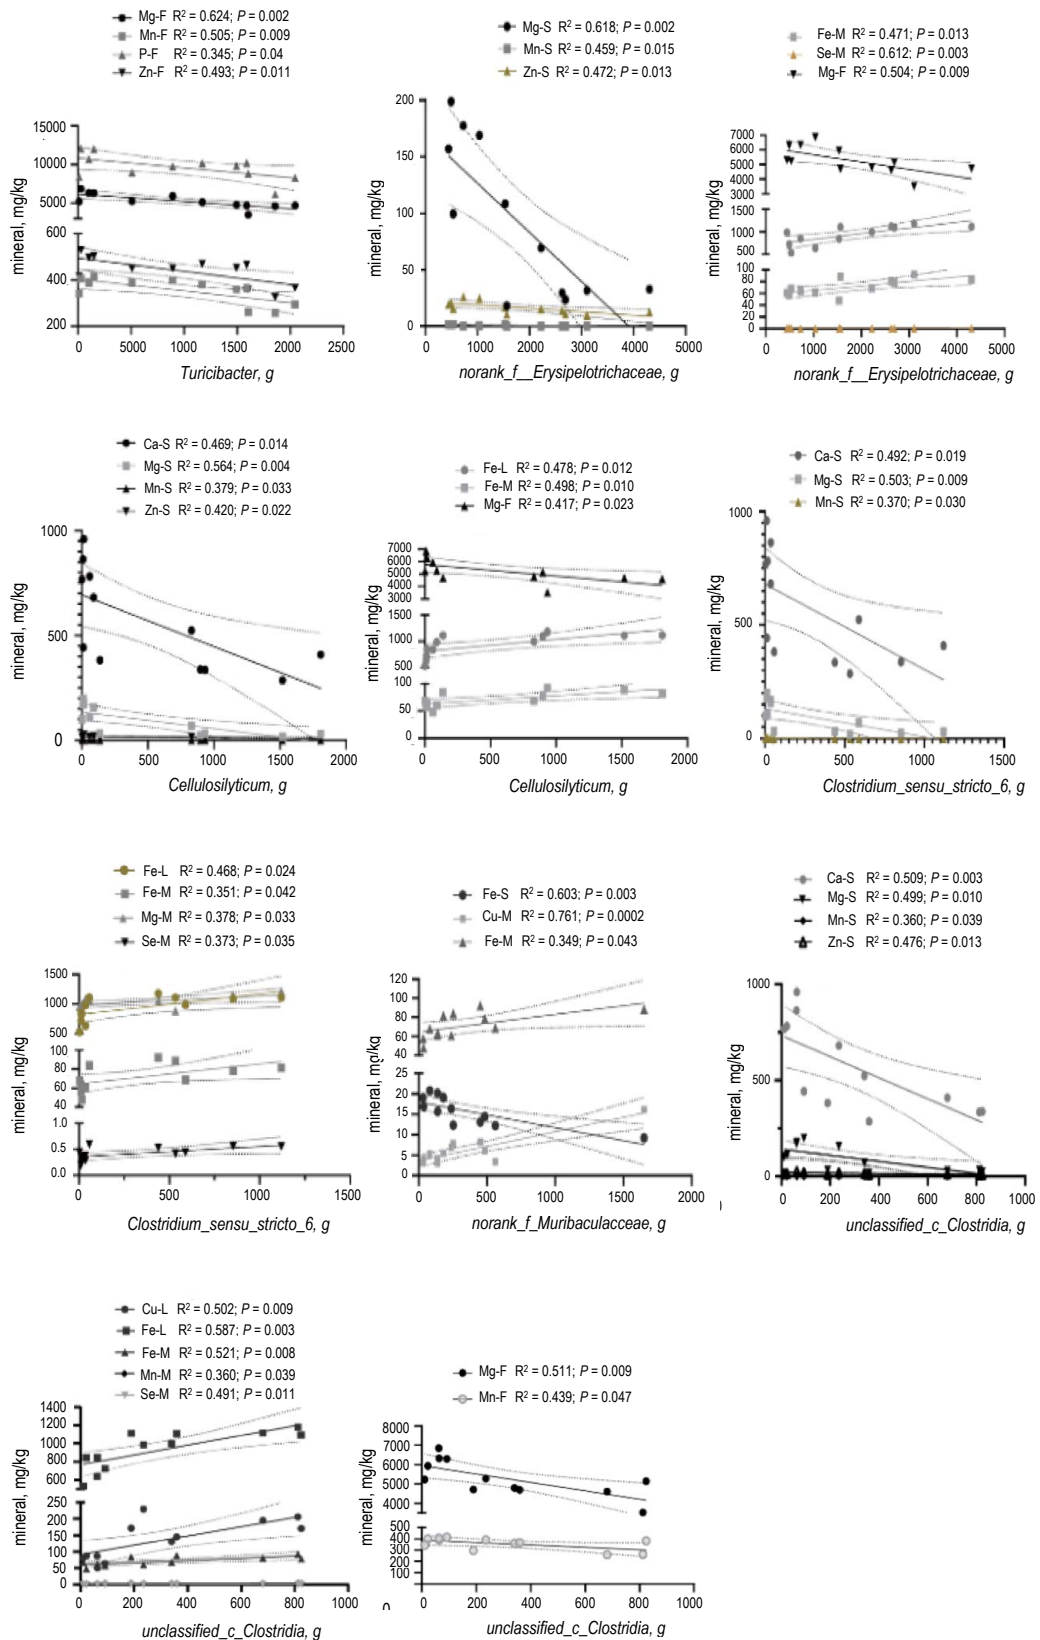 Mg-F R² = 0.624; P = 0.002
Mn-F R² = 0.505; P = 0.009
P-F R² = 0.345; P = 0.04
Zn-F R² = 0.493; P = 0.011
mineral, mg/kg
15000
10000
5000
600
400
200
0 500 1000 1500 2000 2500
Turicibacter, g
Mg-S R² = 0.618; P = 0.002
Mn-S R² = 0.459; P = 0.015
Zn-S R² = 0.472; P = 0.013
mineral, mg/kg
200
150
100
50
0
0 1000 2000 3000 4000 5000
norank_f__Erysipelotrichaceae, g
Fe-M R² = 0.471; P = 0.013
Se-M R² = 0.612; P = 0.003
Mg-F R² = 0.504; P = 0.009
mineral, mg/kg
7000
6000
5000
4000
3000
1500
1000
500
100
80
60
40
20
0
0 1000 2000 3000 4000 5000
norank_f__Erysipelotrichaceae, g
Ca-S R² = 0.469; P = 0.014
Mg-S R² = 0.564; P = 0.004
Mn-S R² = 0.379; P = 0.033
Zn-S R² = 0.420; P = 0.022
mineral, mg/kg
1000
500
0
0 500 1000 1500 2000
Cellulosilyticum, g
Fe-L R² = 0.478; P = 0.012
Fe-M R² = 0.498; P = 0.010
Mg-F R² = 0.417; P = 0.023
mineral, mg/kg
7000
6000
5000
4000
3000
1500
1000
500
100
50
0
0 500 1000 1500 2000
Cellulosilyticum, g
Ca-S R² = 0.492; P = 0.019
Mg-S R² = 0.503; P = 0.009
Mn-S R² = 0.370; P = 0.030
mineral, mg/kg
1000
500
0
0 500 1000 1500
Clostridium_sensu_stricto_6, g
Fe-L R² = 0.468; P = 0.024
Fe-M R² = 0.351; P = 0.042
Mg-M R² = 0.378; P = 0.033
Se-M R² = 0.373; P = 0.035
mineral, mg/kg
1500
1000
500
100
80
60
40
1.0
0.5
0.0
0 500 1000 1500
Clostridium_sensu_stricto_6, g
Fe-S R² = 0.603; P = 0.003
Cu-M R² = 0.761; P = 0.0002
Fe-M R² = 0.349; P = 0.043
mineral, mg/kg
120
100
80
60
40
25
20
15
10
5
0
0 500 1000 1500 2000
norank_f_Muribaculacceae, g
Ca-S R² = 0.509; P = 0.003
Mg-S R² = 0.499; P = 0.010
Mn-S R² = 0.360; P = 0.039
Zn-S R² = 0.476; P = 0.013
mineral, mg/kg
1000
500
0
0 200 400 600 800 1000
unclassified_c_Clostridia, g
Cu-L R² = 0.502; P = 0.009
Fe-L R² = 0.587; P = 0.003
Fe-M R² = 0.521; P = 0.008
Mn-M R² = 0.360; P = 0.039
Se-M R² = 0.491; P = 0.011
mineral, mg/kg
1400
1200
1000
800
600
250
200
150
100
50
0
0 200 400 600 800 1000
unclassified_c_Clostridia, g
Mg-F R² = 0.511; P = 0.009
Mn-F R² = 0.439; P = 0.047
mineral, mg/kg
8000
7000
6000
5000
4000
500
400
300
200
100
0 200 400 600 800 1000
unclassified_c_Clostridia, g